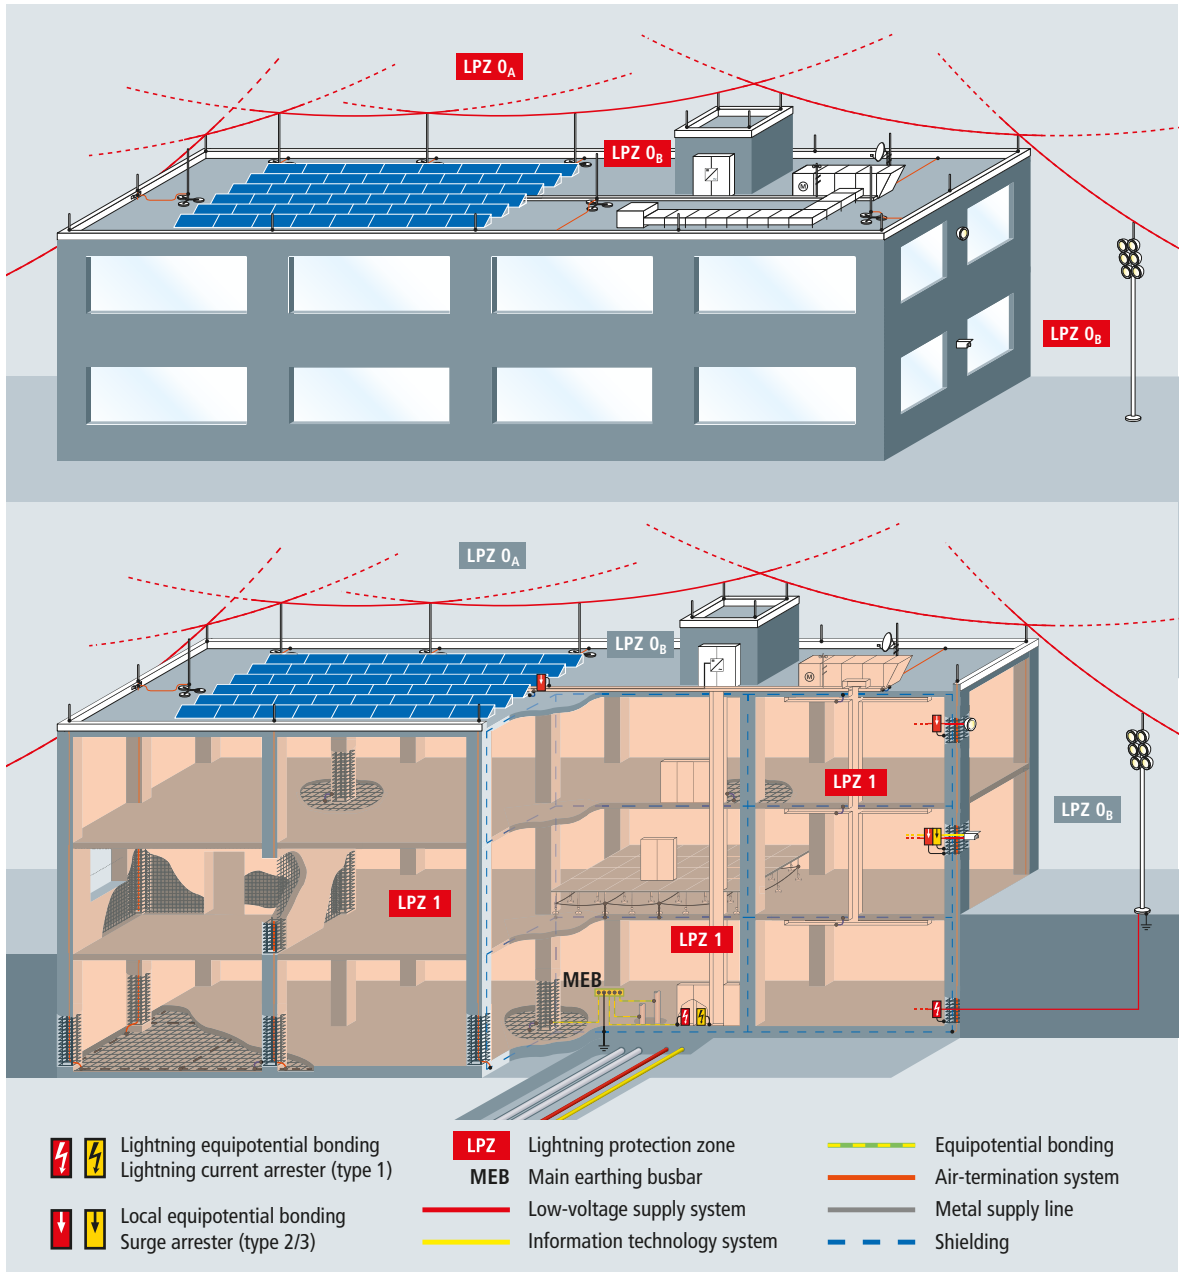 LPZ 0A
LPZ 0B
M
LPZ 0B
LPZ 0A
LPZ 0B
M
LPZ 1
LPZ 0B
LPZ 1
LPZ 1
MEB
Lightning equipotential bonding
Lightning current arrester (type 1)
Local equipotential bonding
Surge arrester (type 2/3)
LPZ Lightning protection zone
MEB Main earthing busbar
Low-voltage supply system
Information technology system
Equipotential bonding
Air-termination system
Metal supply line
Shielding